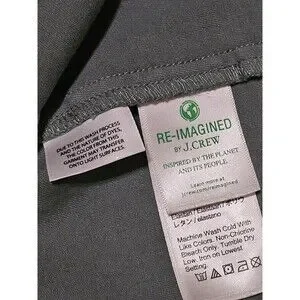 DUE TO THIS WASH PROCESS
AND THE NATURE OF DYES,
THE COLOR FROM THIS
GARMENT MAY TRANSFER
ONTO LIGHT SURFACES.
RE-IMAGINED
BY J.CREW
INSPIRED BY THE PLANET
AND ITS PEOPLE
Learn more at
jcrew.com/reimagined
レタン / elastano
Machine Wash Cold With
Like Colors. Non-Chlorine
Bleach Only. Tumble Dry
Low. Iron on Lowest